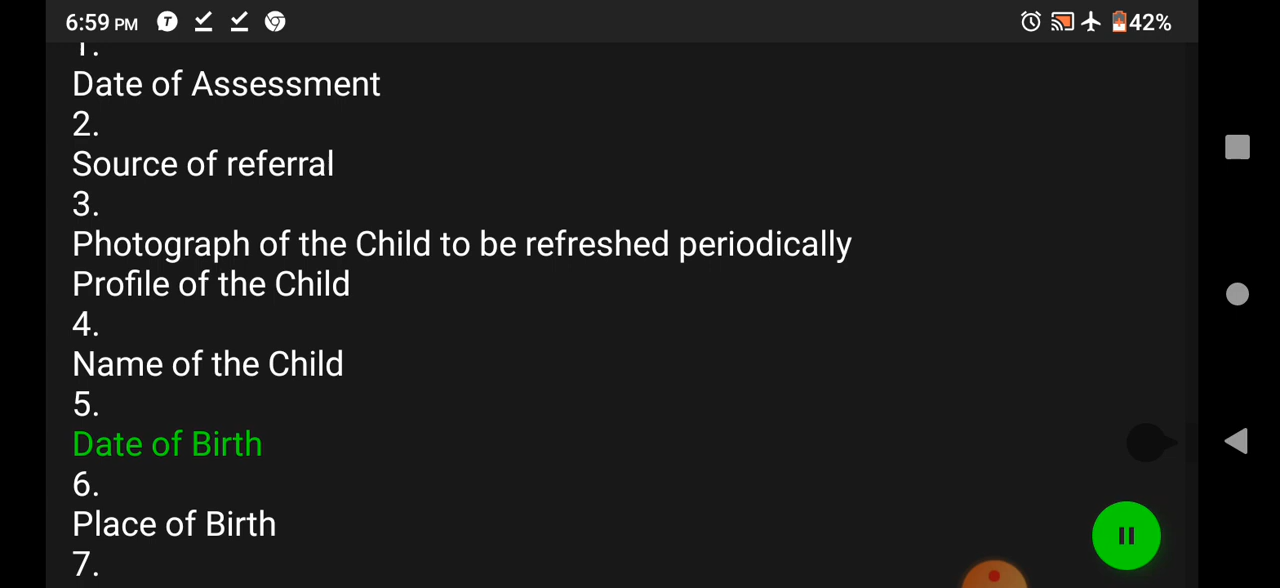 6:59 PM
42%
1.
Date of Assessment
2.
Source of referral
3.
Photograph of the Child to be refreshed periodically
Profile of the Child
4.
Name of the Child
5.
Date of Birth
6.
Place of Birth
7.